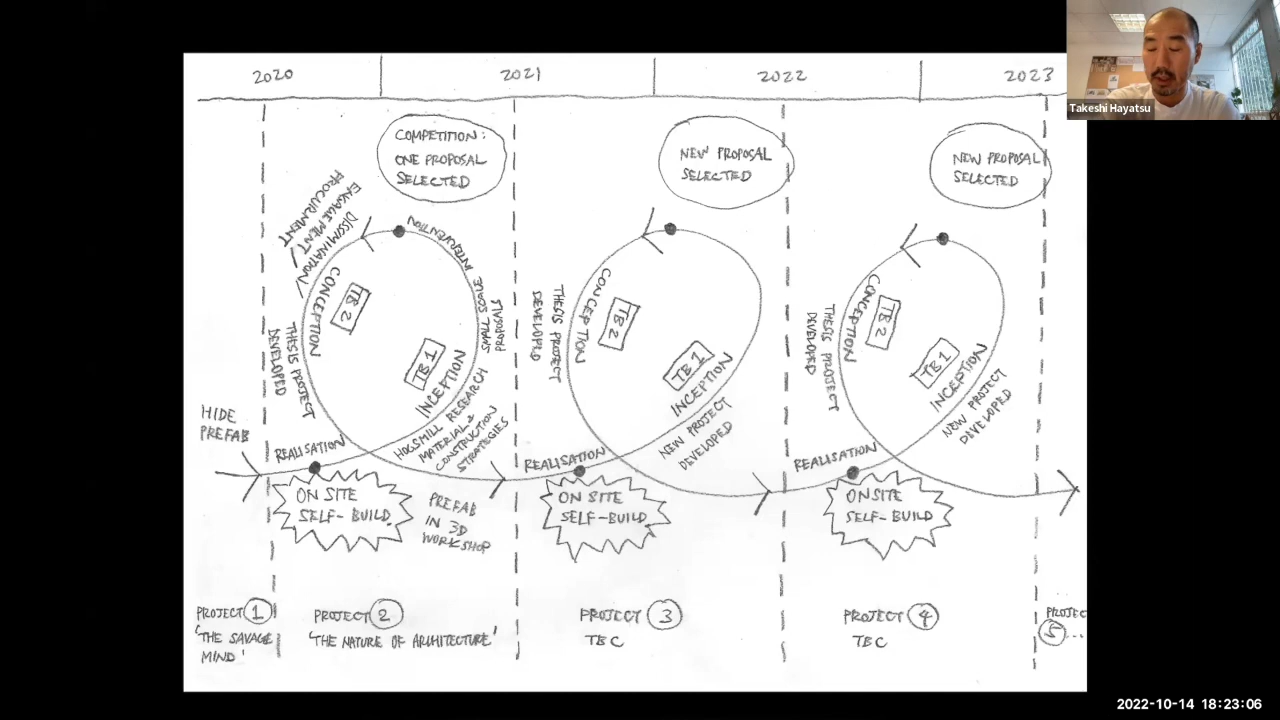 2020
2021
2022
2023
Takeshi Hayatsu
COMPETITION:
ONE PROPOSAL
SELECTED
NEW PROPOSAL
SELECTED
NEW PROPOSAL
SELECTED
PROCURMENT
ENGAGEMENT
DISSMINATION
CONCEPTION
TB2
THESIS PROJECT
DEVELOPED
SMALL SCALE INTERVENTION
PROPOSALS
TB1
INCEPTION
HOGSMILL RESEARCH
MATERIAL &
CONSTRUCTION
STRATEGIES
HIDE
PREFAB
REALISATION
ON SITE
SELF-BUILD
PREFAB
IN 3D
WORKSHOP
THESIS PROJECT
DEVELOPED
CONCEPTION
TB2
TB1
INCEPTION
NEW PROJECT
DEVELOPED
REALISATION
ON SITE
SELF-BUILD
THESIS PROJECT
DEVELOPED
CONCEPTION
TB2
TB1
INCEPTION
NEW PROJECT
DEVELOPED
REALISATION
ON SITE
SELF-BUILD
PROJECT 1
'THE SAVAGE
MIND'
PROJECT 2
'THE NATURE OF ARCHITECTURE'
PROJECT 3
TBC
PROJECT 4
TBC
PROJEC
5...
2022-10-14 18:23:06